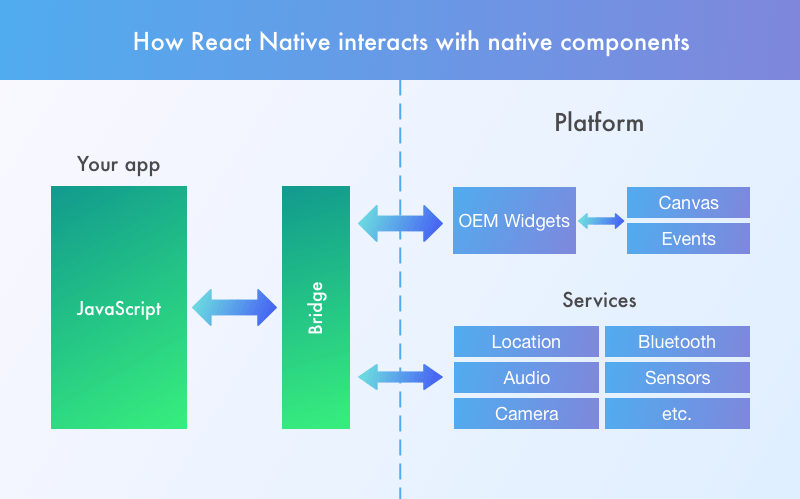 How React Native interacts with native components
Your app
JavaScript
Bridge
Platform
OEM Widgets
Canvas
Events
Services
Location
Bluetooth
Audio
Sensors
Camera
etc.